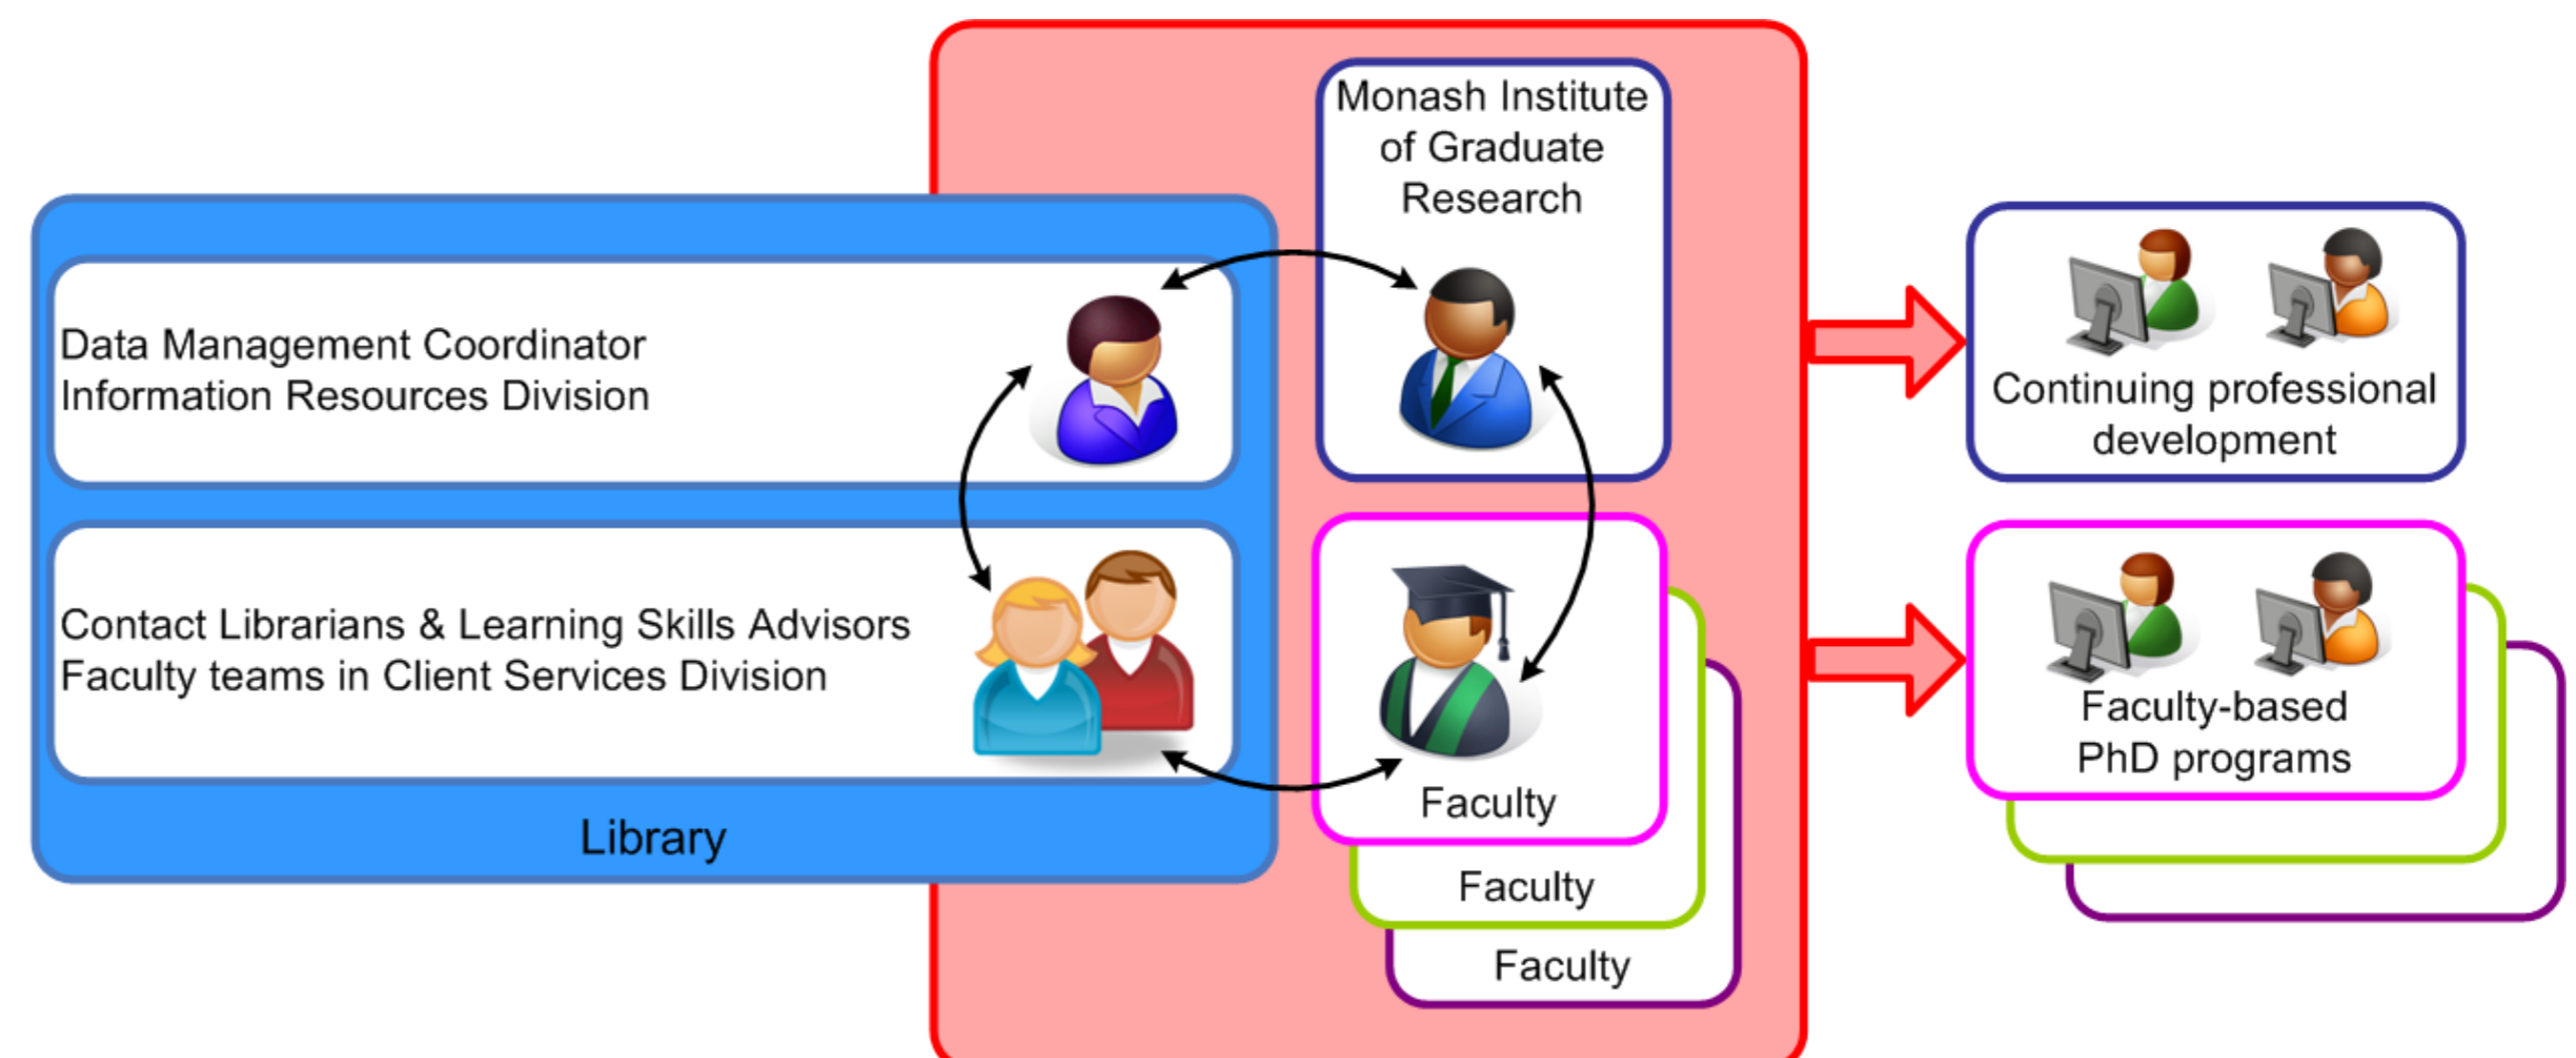 Monash Institute
of Graduate
Research
Data Management Coordinator
Information Resources Division
Continuing professional
development
Contact Librarians & Learning Skills Advisors
Faculty teams in Client Services Division
Faculty
Faculty
Faculty
Faculty-based
PhD programs
Library